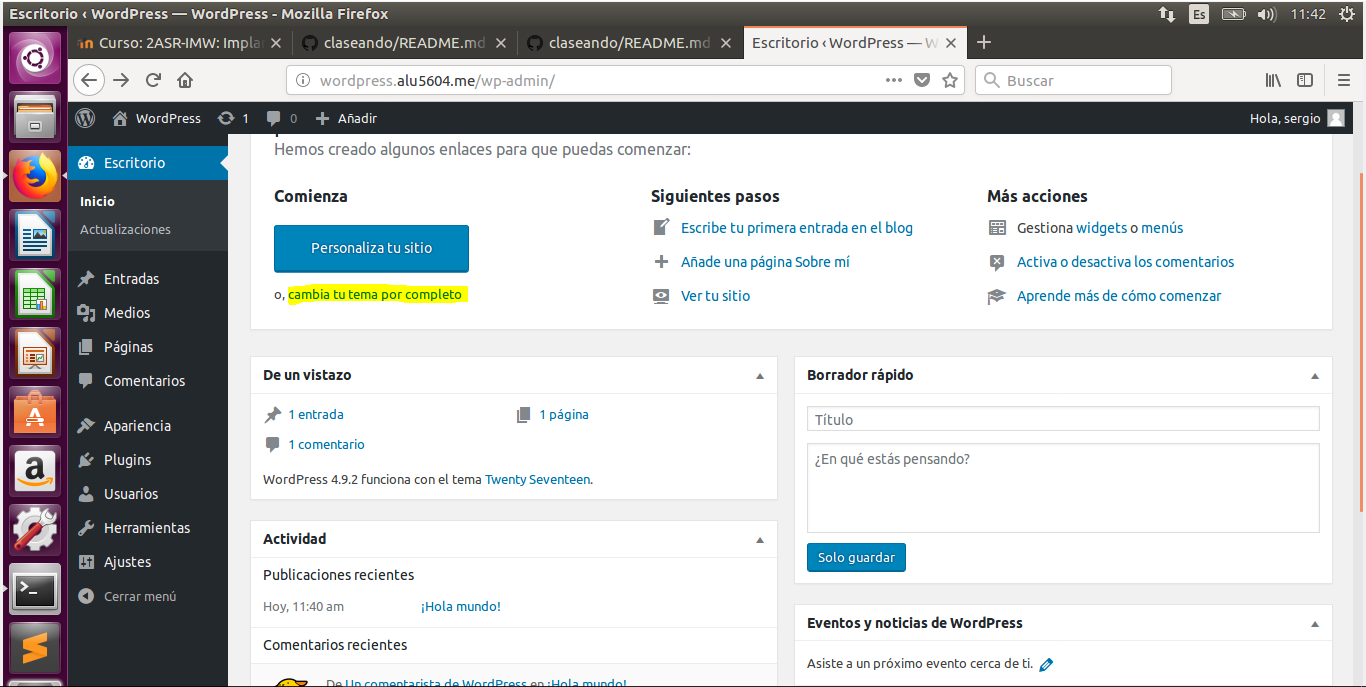 Escritorio ‹ WordPress — WordPress - Mozilla Firefox
Es
11:42
Curso: 2ASR-IMW: Impla
claseando/README.md
claseando/README.md
Escritorio ‹ WordPress — W
wordpress.alu5604.me/wp-admin/
Buscar
WordPress
1
0
Añadir
Hola, sergio
Escritorio
Inicio
Actualizaciones
Entradas
Medios
Páginas
Comentarios
Apariencia
Plugins
Usuarios
Herramientas
Ajustes
Cerrar menú
Hemos creado algunos enlaces para que puedas comenzar:
Comienza
Personaliza tu sitio
o, cambia tu tema por completo
Siguientes pasos
Escribe tu primera entrada en el blog
Añade una página Sobre mí
Ver tu sitio
Más acciones
Gestiona widgets o menús
Activa o desactiva los comentarios
Aprende más de cómo comenzar
De un vistazo
1 entrada
1 página
1 comentario
WordPress 4.9.2 funciona con el tema Twenty Seventeen.
Actividad
Publicaciones recientes
Hoy, 11:40 am
¡Hola mundo!
Comentarios recientes
De Un comentarista de WordPress en ¡Hola mundo!
Borrador rápido
Título
¿En qué estás pensando?
Solo guardar
Eventos y noticias de WordPress
Asiste a un próximo evento cerca de ti.